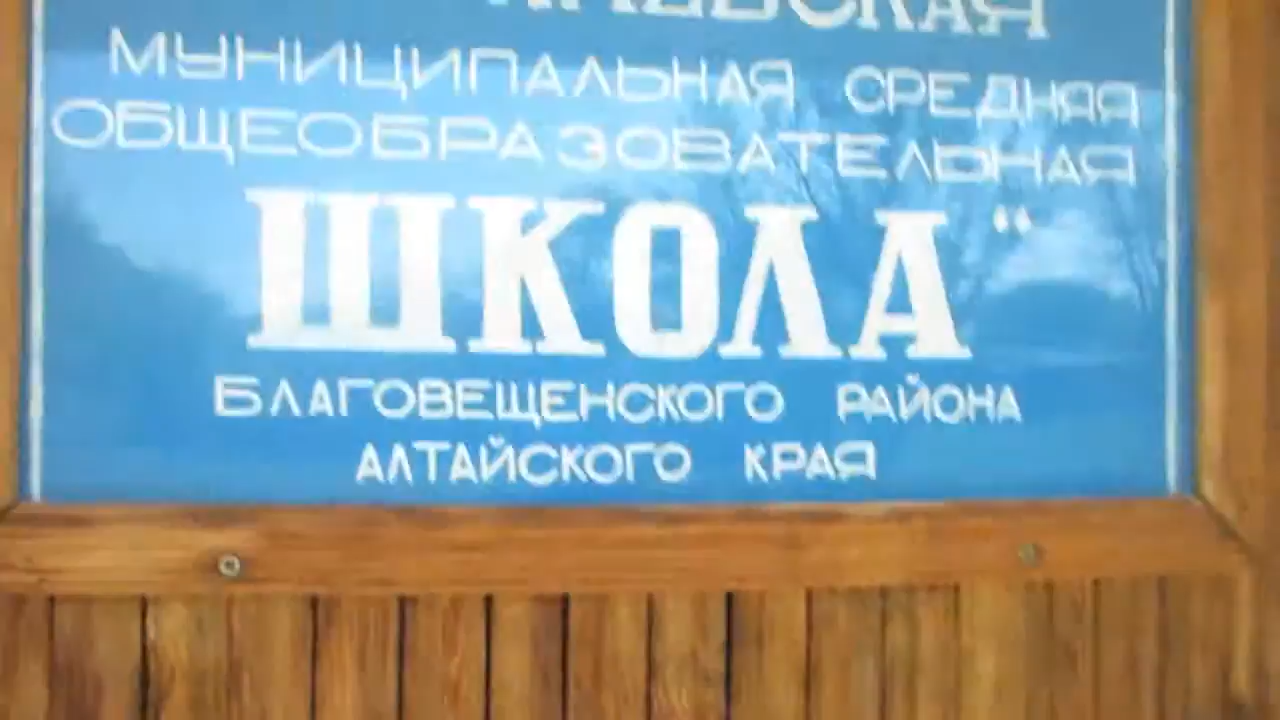 МУНИЦИПАЛЬНАЯ СРЕДНЯЯ
ОБЩЕОБРАЗОВАТЕЛЬНАЯ
ШКОЛА"
БЛАГОВЕЩЕНСКОГО РАЙОНА
АЛТАЙСКОГО КРАЯ